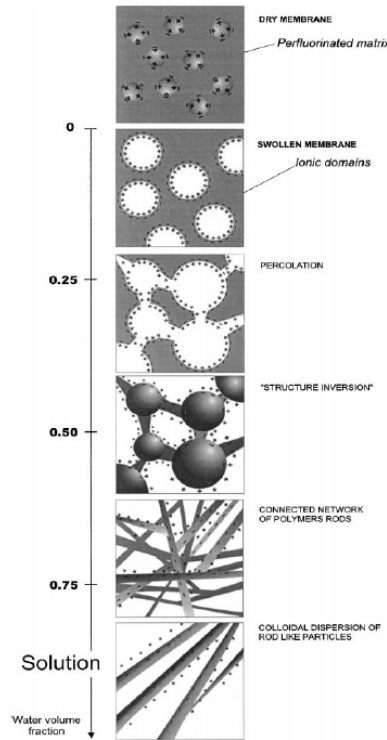 DRY MEMBRANE
Perfluorinated matrix
0
SWOLLEN MEMBRANE
Ionic domains
0.25
PERCOLATION
"STRUCTURE INVERSION"
0.50
CONNECTED NETWORK
OF POLYMERS RODS
0.75
COLLOIDAL DISPERSION OF
ROD LIKE PARTICLES
Solution
'Water volume
fraction